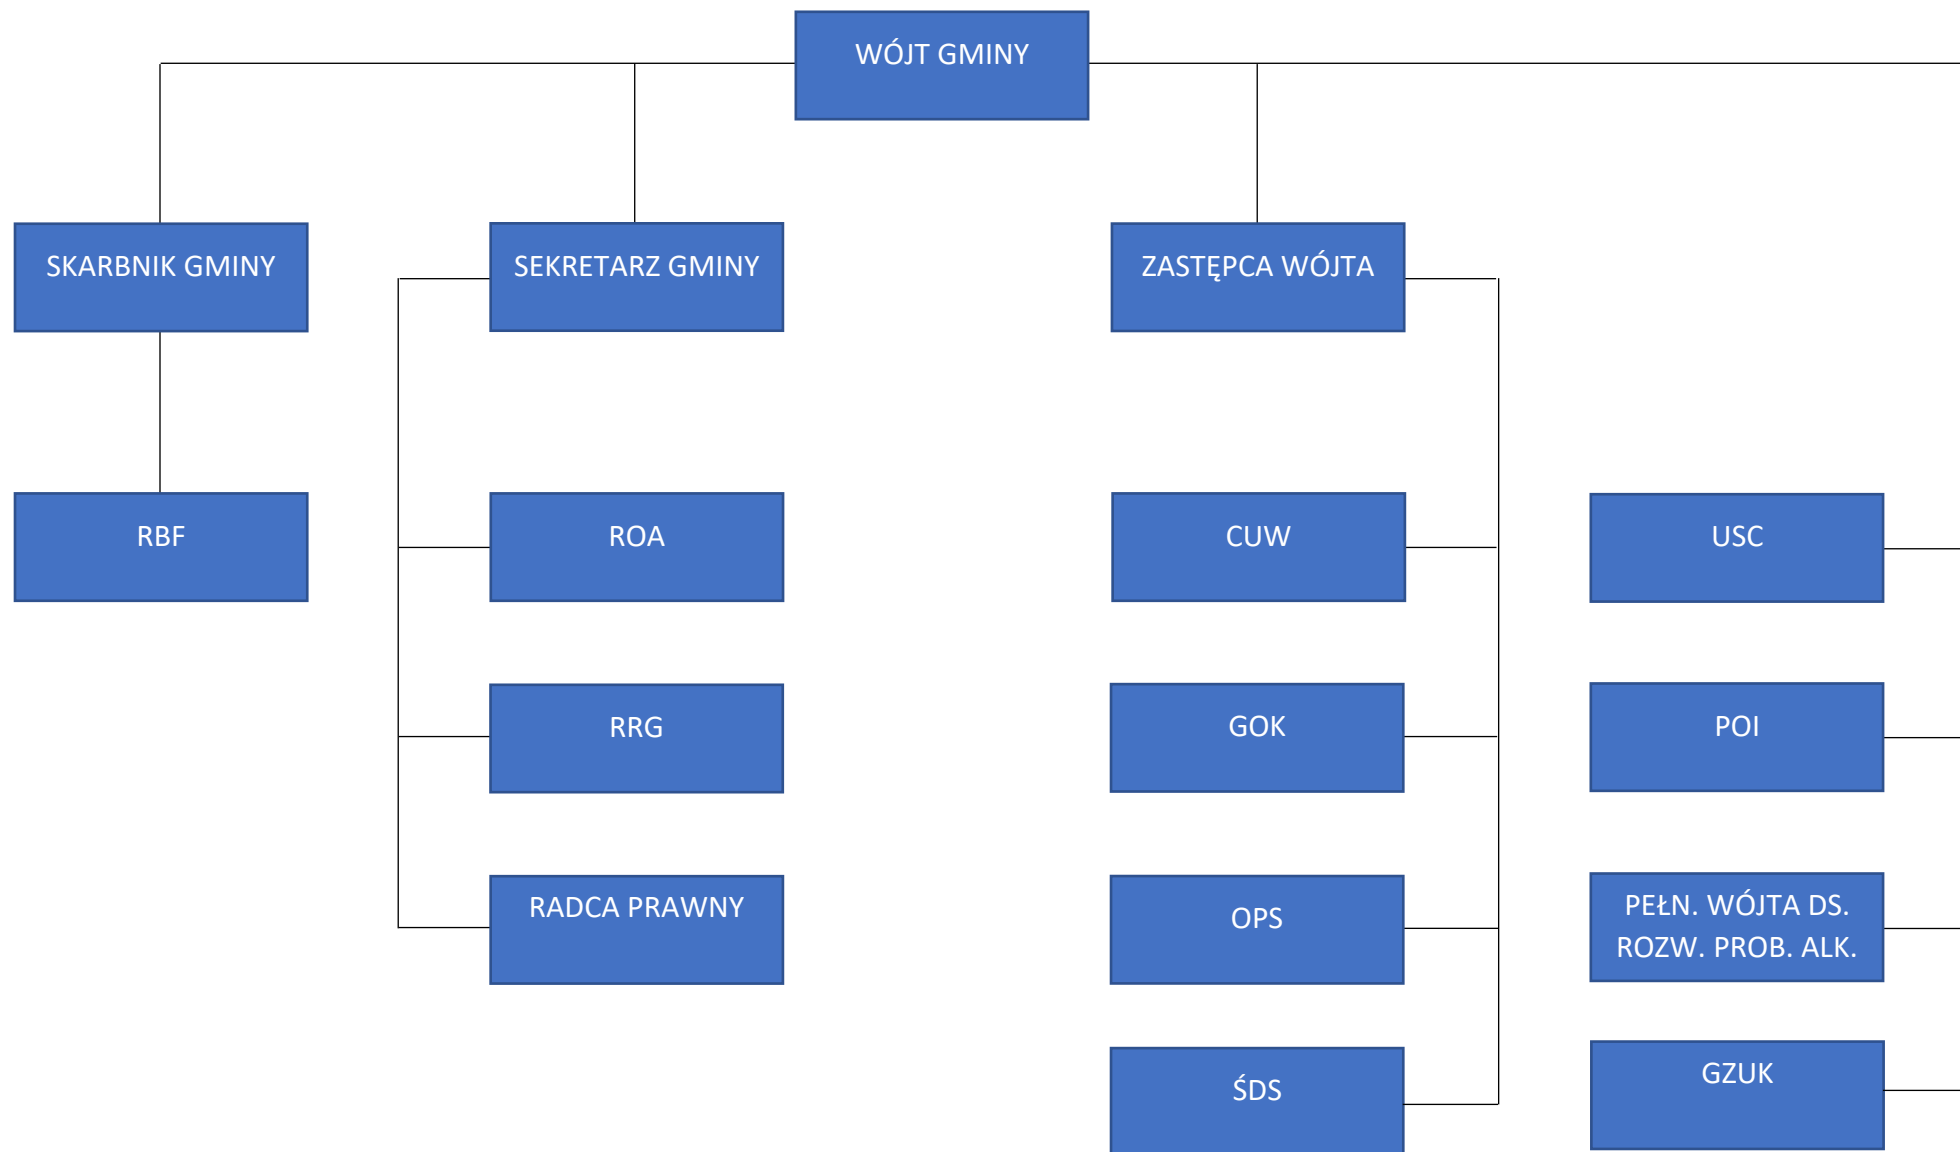 WÓJT GMINY
SKARBNIK GMINY
SEKRETARZ GMINY
ZASTĘPCA WÓJTA
RBF
ROA
CUW
USC
RRG
GOK
POI
RADCA PRAWNY
OPS
PEŁN. WÓJTA DS.
ROZW. PROB. ALK.
ŚDS
GZUK